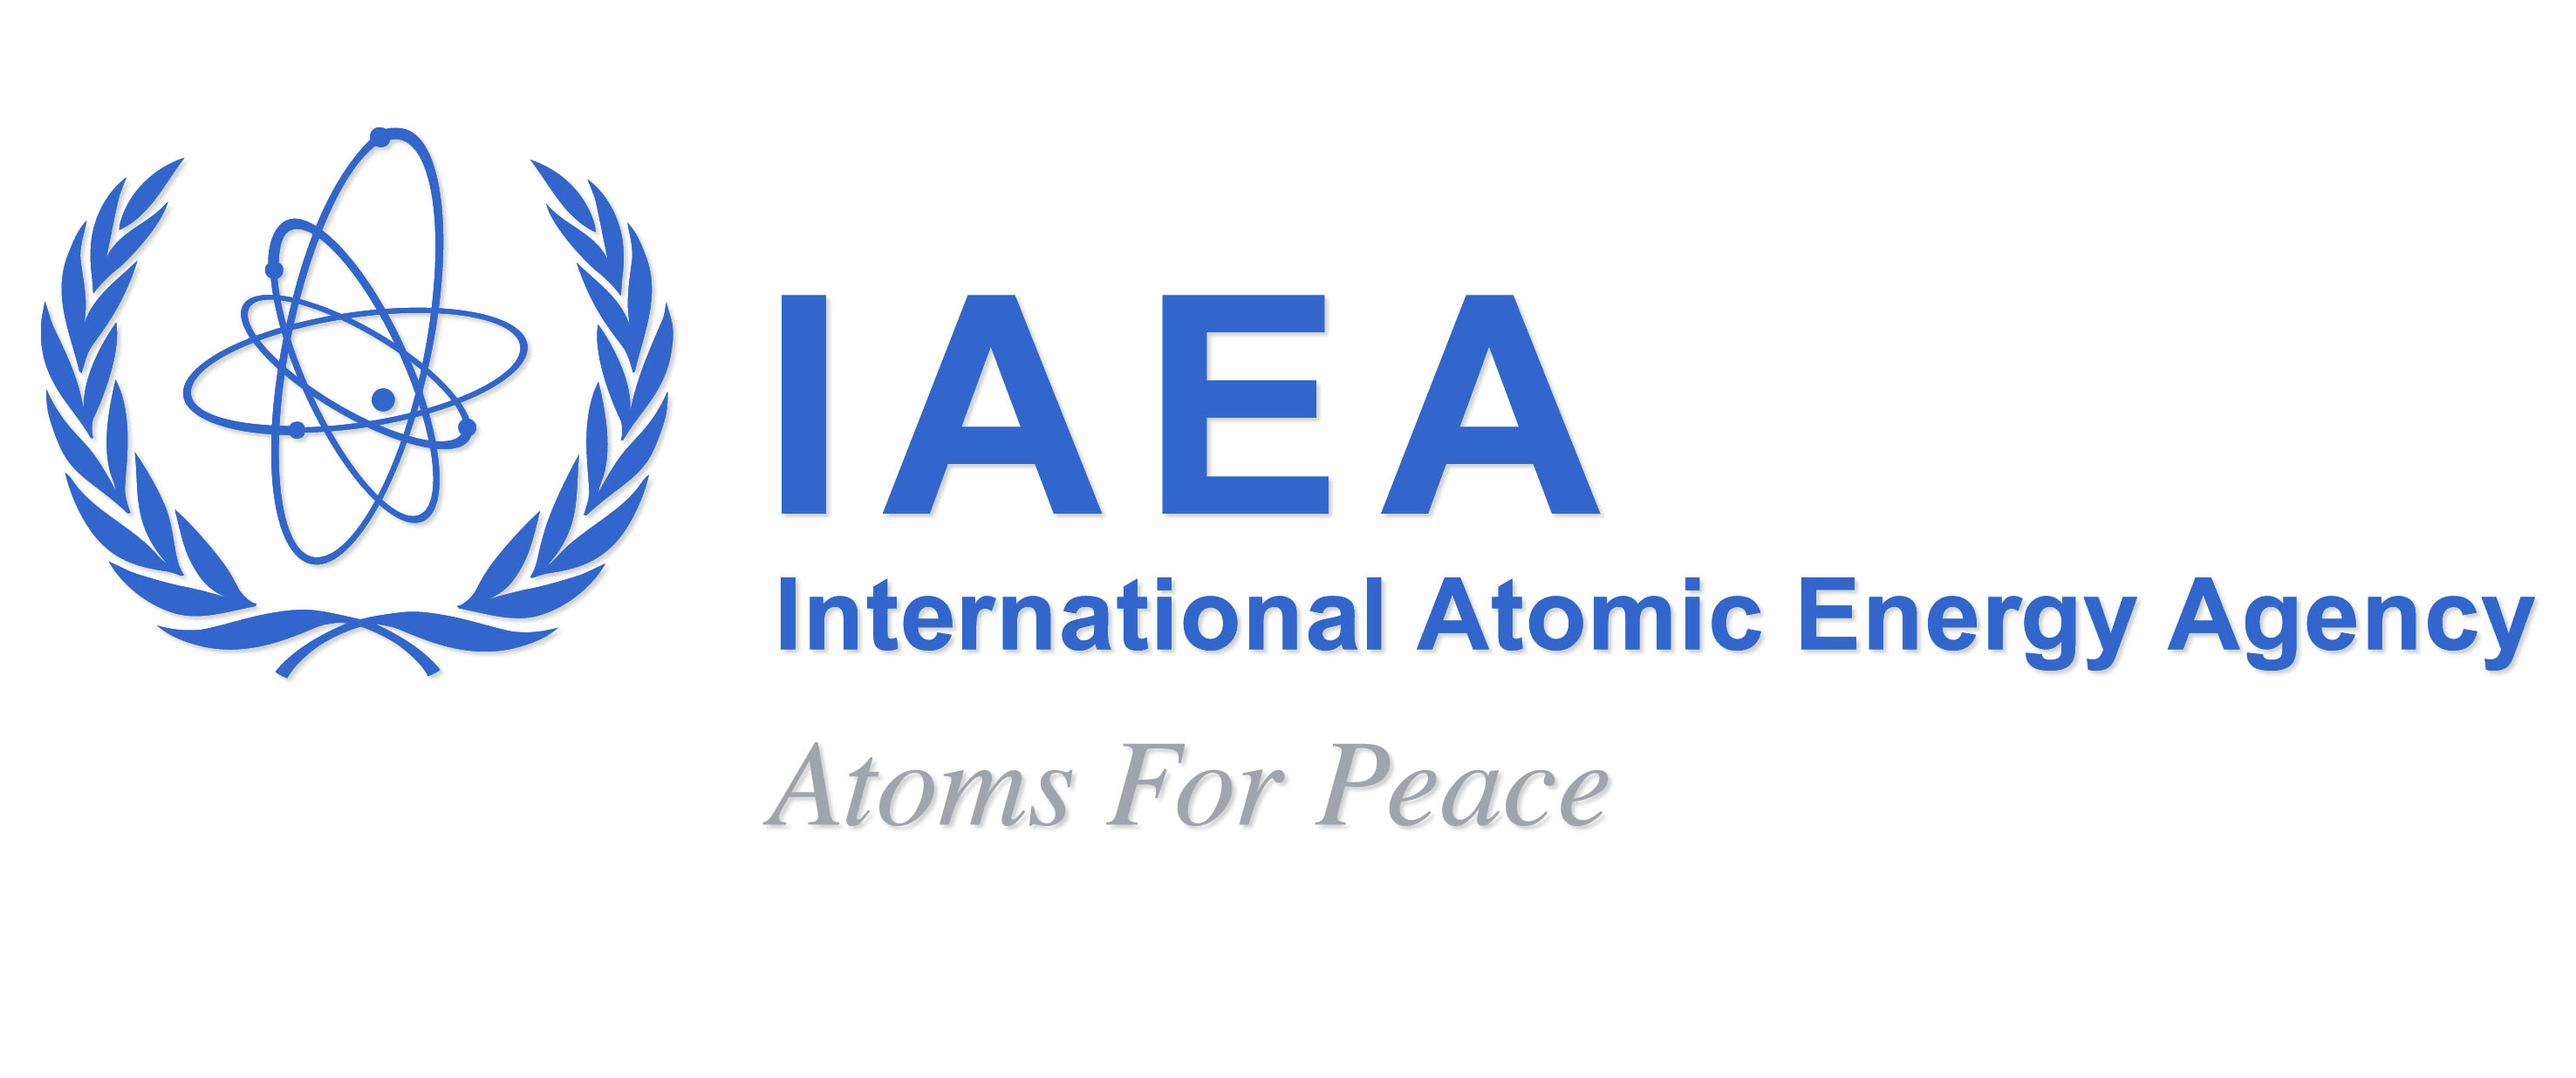 IAEA
International Atomic Energy Agency
Atoms For Peace